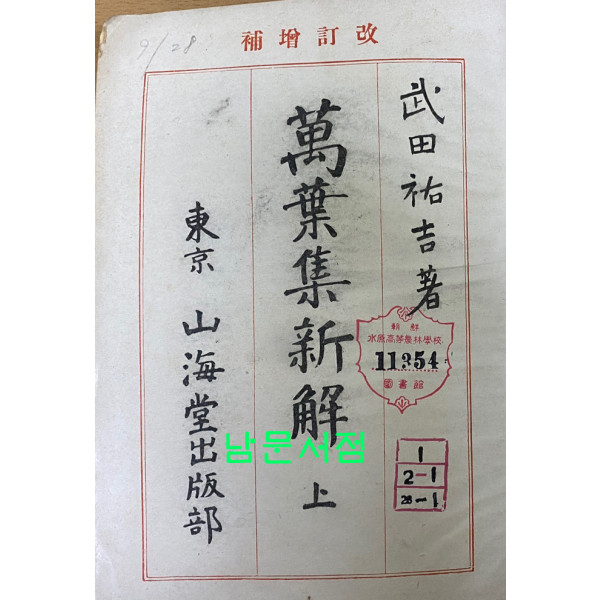 9/28
補増訂改
武田祐吉著
萬葉集新解 上
東京 山海堂出版部
朝鮮
水原高等農林學校
11354
圖書館
1
2-1
28-1
남문서점